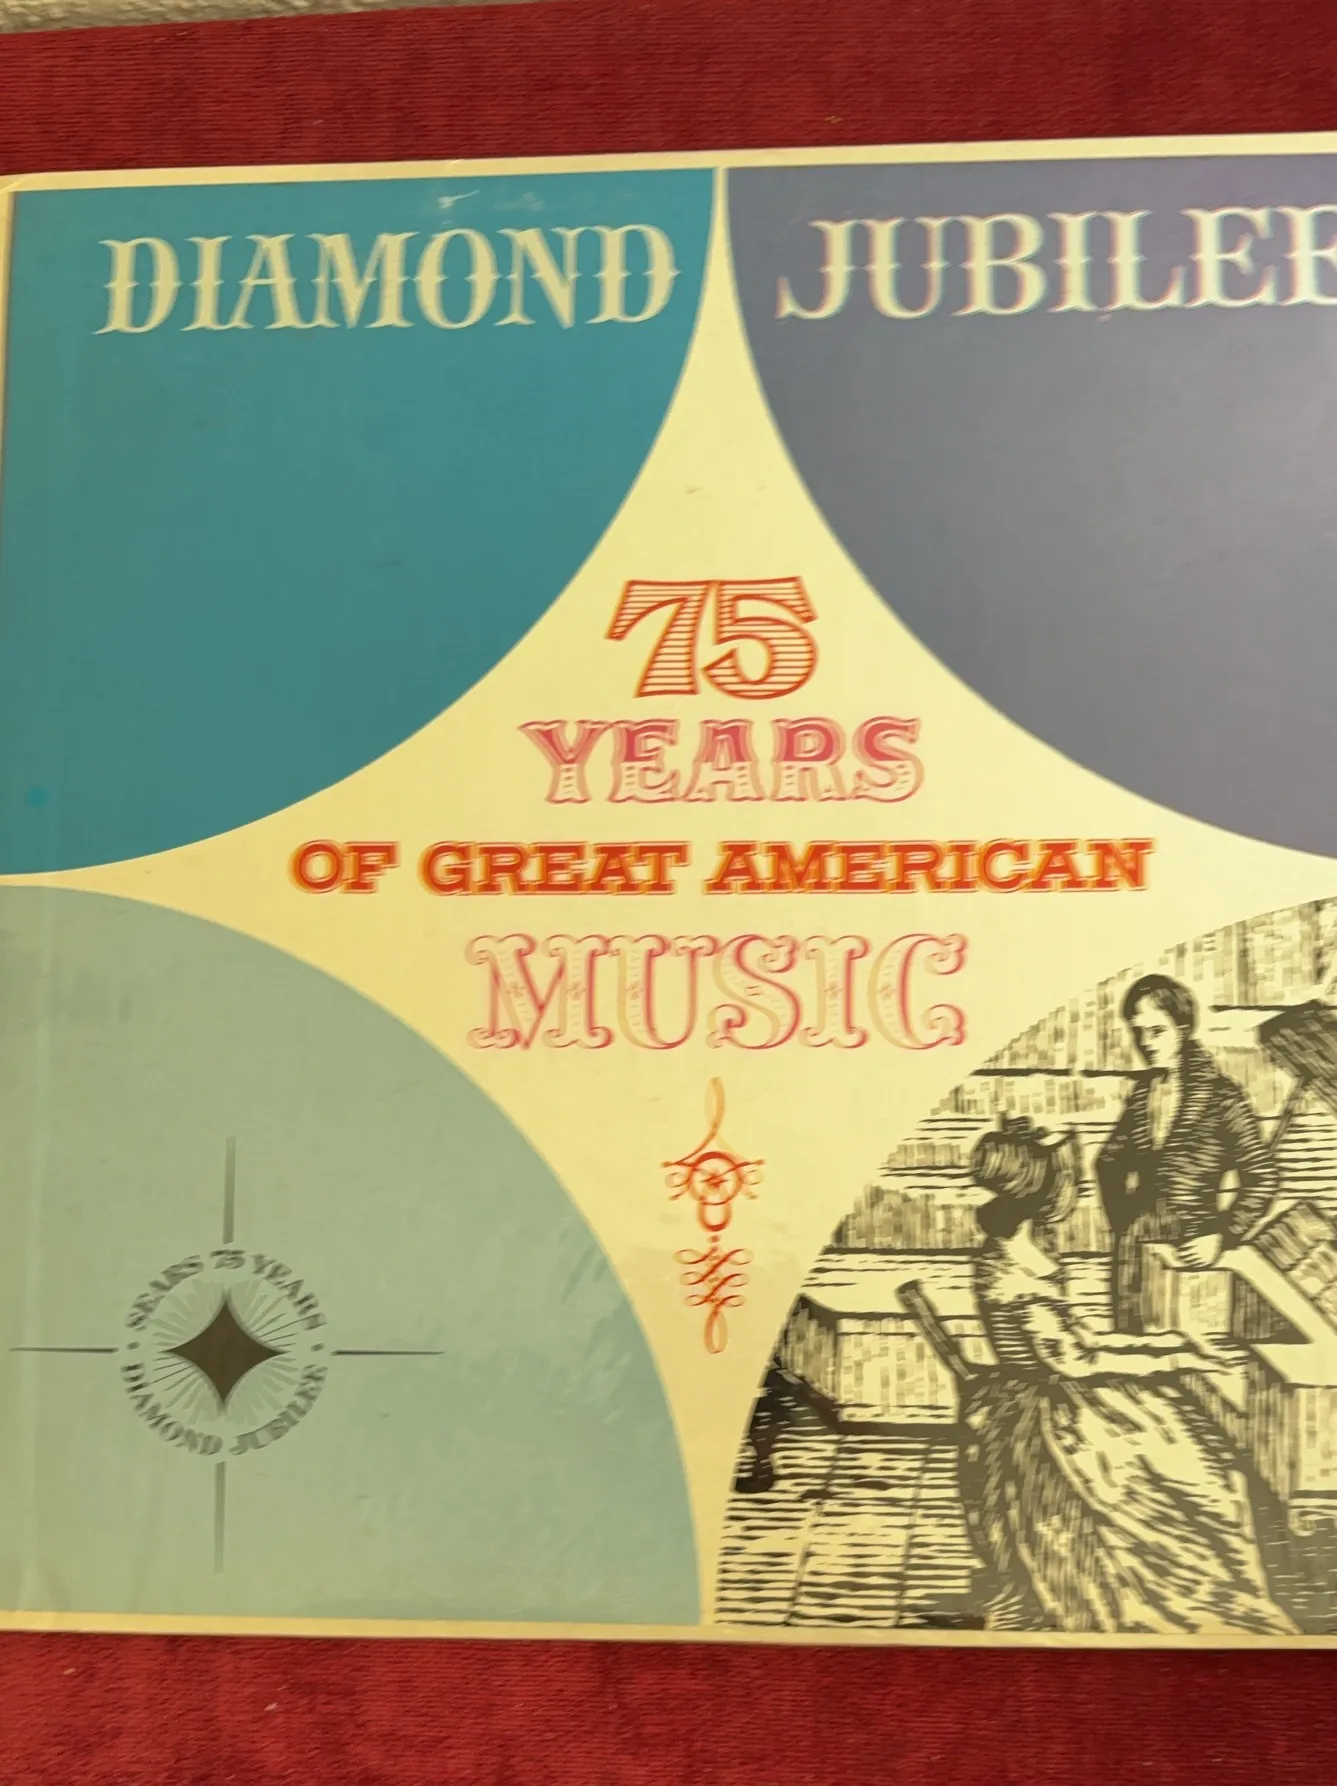 DIAMOND JUBILEE
75
YEARS
OF GREAT AMERICAN
MUSIC
SEARS 75 YEARS
DIAMOND JUBILEE